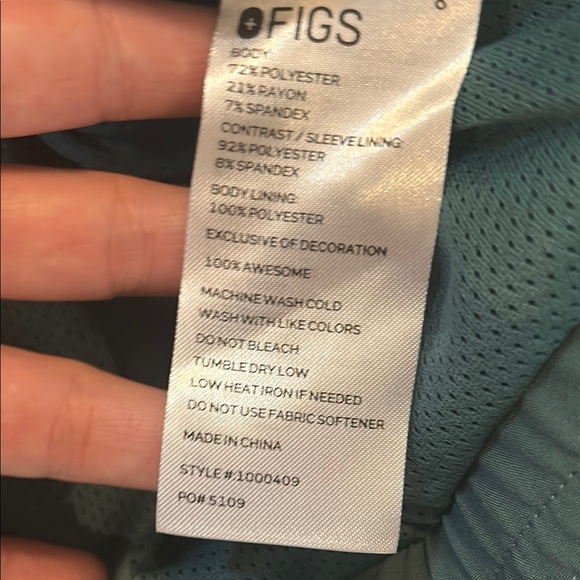 FIGS
BODY:
72% POLYESTER
21% RAYON
7% SPANDEX
CONTRAST / SLEEVE LINING:
92% POLYESTER
8% SPANDEX
BODY LINING:
100% POLYESTER
EXCLUSIVE OF DECORATION
100% AWESOME
MACHINE WASH COLD
WASH WITH LIKE COLORS
DO NOT BLEACH
TUMBLE DRY LOW
LOW HEAT IRON IF NEEDED
DO NOT USE FABRIC SOFTENER
MADE IN CHINA
STYLE #:1000409
PO# 5109